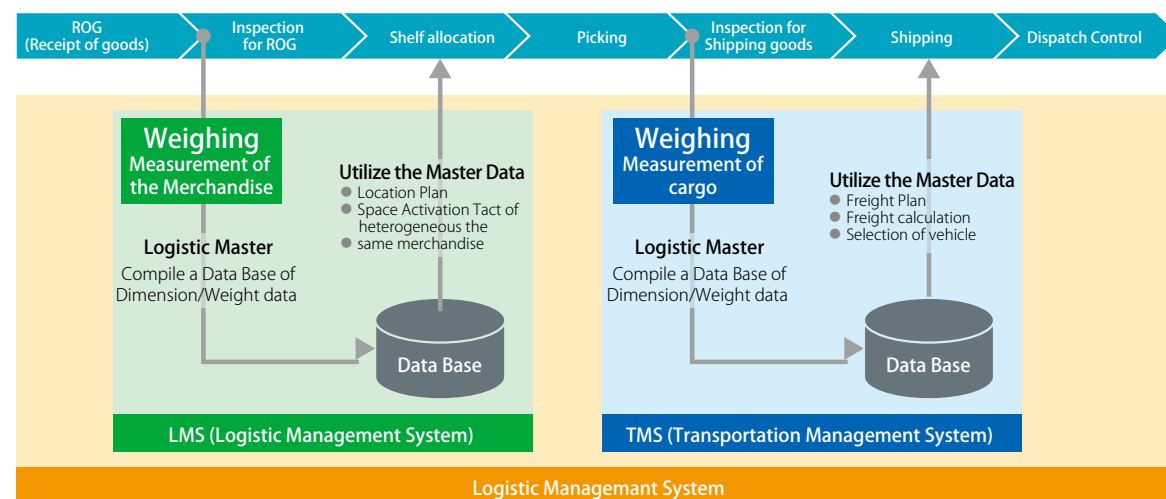 ROG
(Receipt of goods)
Inspection
for ROG
Shelf allocation
Picking
Inspection for
Shipping goods
Shipping
Dispatch Control
Weighing
Measurement of
the Merchandise
Logistic Master
Compile a Data Base of
Dimension/Weight data
Utilize the Master Data
Location Plan
Space Activation Tact of
heterogeneous the
same merchandise
Data Base
LMS (Logistic Management System)
Weighing
Measurement of
cargo
Logistic Master
Compile a Data Base of
Dimension/Weight data
Utilize the Master Data
Freight Plan
Freight calculation
Selection of vehicle
Data Base
TMS (Transportation Management System)
Logistic Managemant System